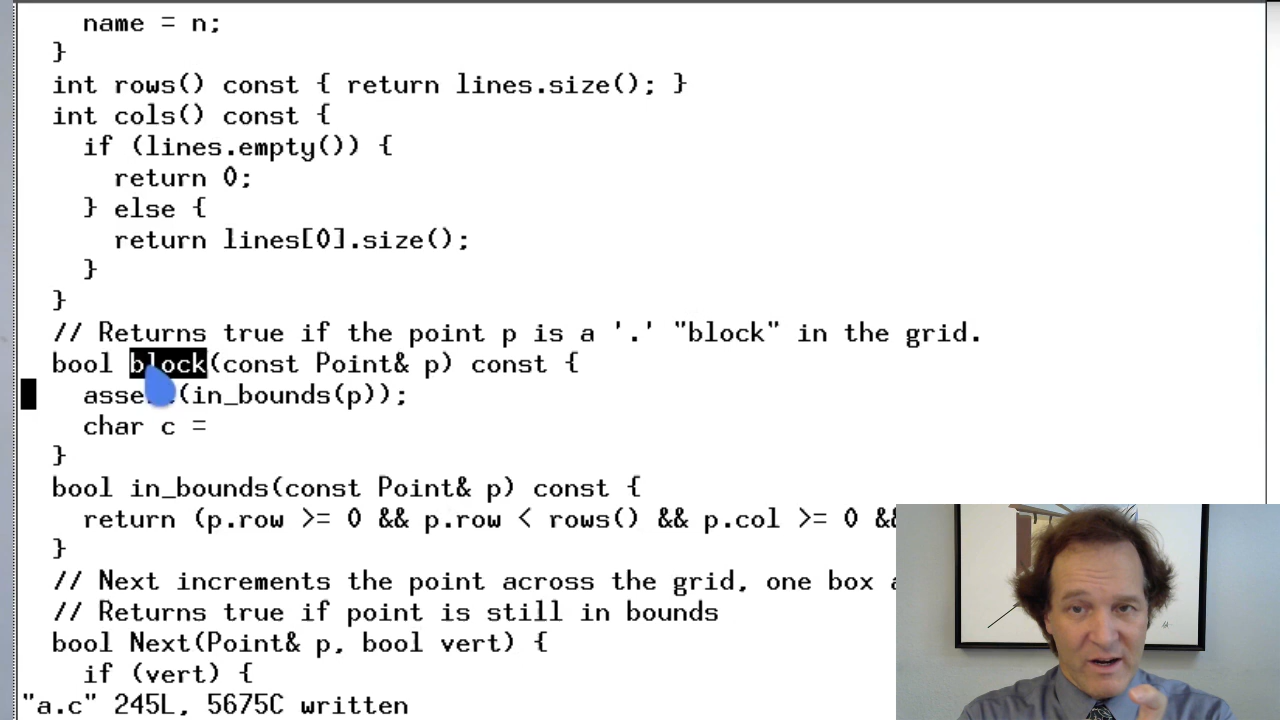 name = n;
}
int rows() const { return lines.size(); }
int cols() const {
if (lines.empty()) {
return 0;
} else {
return lines[0].size();
}
}
// Returns true if the point p is a '.' "block" in the grid.
bool block(const Point& p) const {
assert(in_bounds(p));
char c =
}
bool in_bounds(const Point& p) const {
return (p.row >= 0 && p.row < rows() && p.col >= 0 &&
}
// Next increments the point across the grid, one box
// Returns true if point is still in bounds
bool Next(Point& p, bool vert) {
if (vert) {
"a.c" 245L, 5675C written